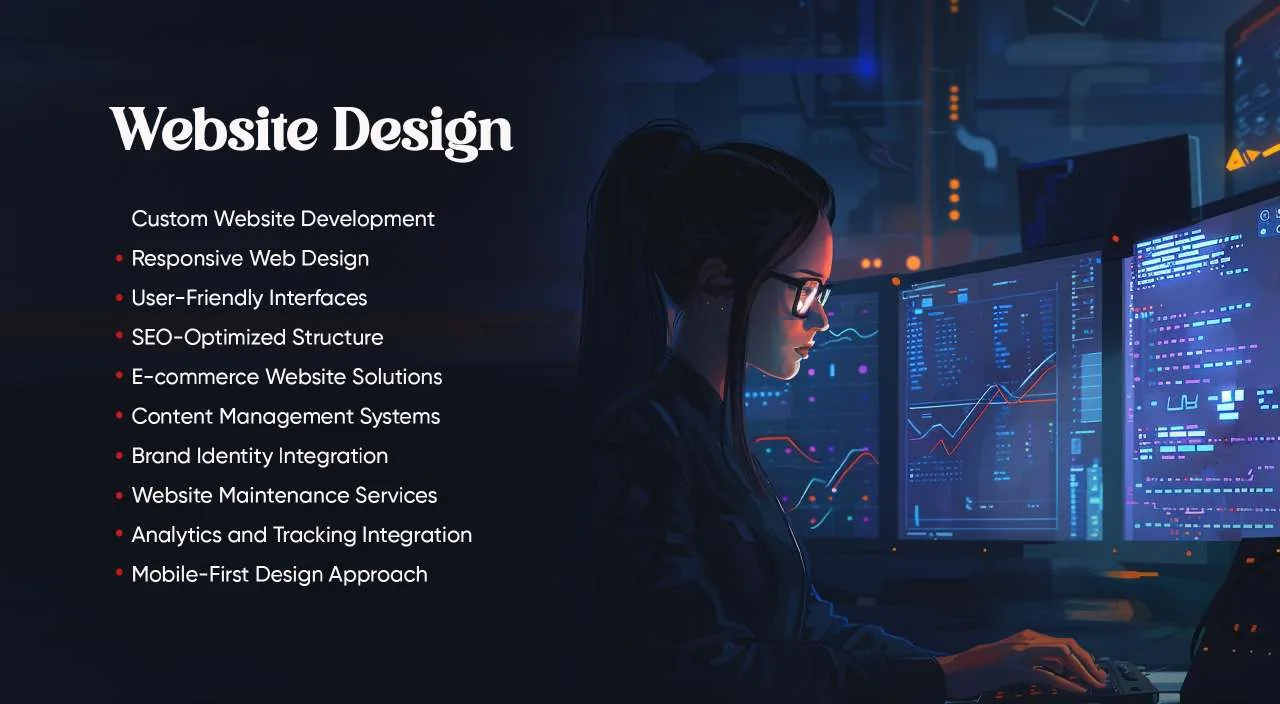 Website Design
Custom Website Development
• Responsive Web Design
• User-Friendly Interfaces
• SEO-Optimized Structure
• E-commerce Website Solutions
• Content Management Systems
• Brand Identity Integration
• Website Maintenance Services
• Analytics and Tracking Integration
• Mobile-First Design Approach